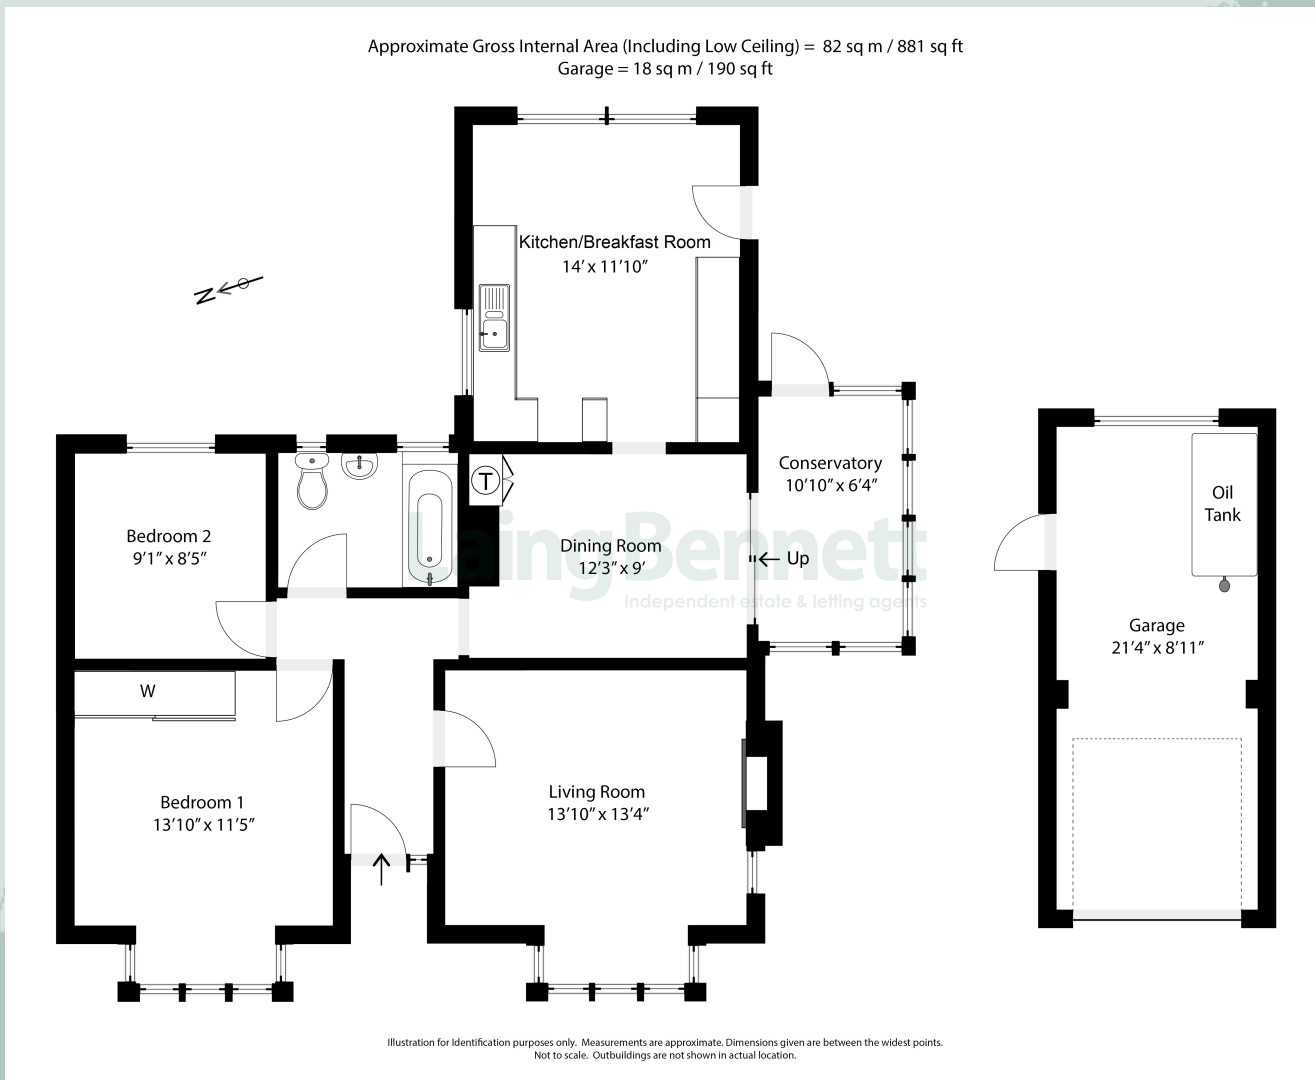 Approximate Gross Internal Area (Including Low Ceiling) = 82 sq m / 881 sq ft
Garage = 18 sq m / 190 sq ft
Kitchen/Breakfast Room
14' x 11'10"
N
Conservatory
10'10" x 6'4"
Up
T
Dining Room
12'3" x 9'
Bedroom 2
9'1" x 8'5"
LaingBennett
Independent estate & letting agents
Oil
Tank
Garage
21'4" x 8'11"
W
Bedroom 1
13'10" x 11'5"
Living Room
13'10" x 13'4"
Illustration for Identification purposes only. Measurements are approximate. Dimensions given are between the widest points.
Not to scale. Outbuildings are not shown in actual location.